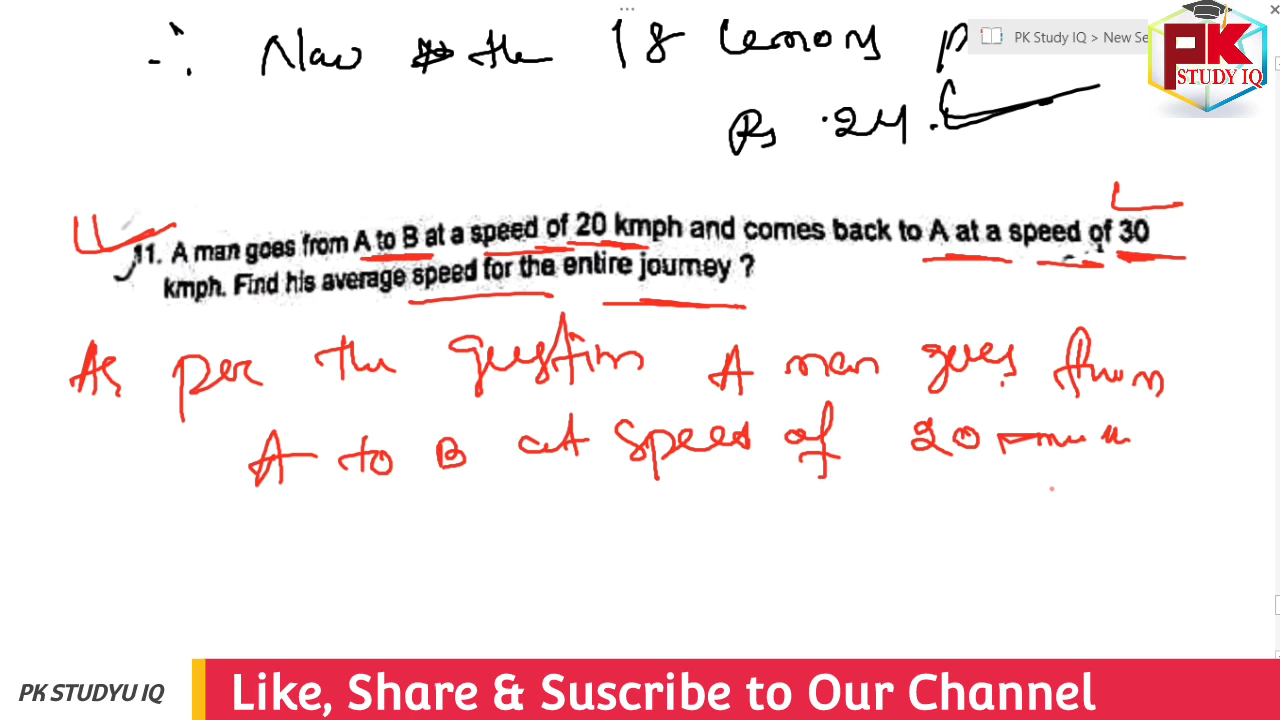 ∴ Now the 18 lemons
PK Study IQ > New Se
PK
STUDY IQ
Rs .24.
11. A man goes from A to B at a speed of 20 kmph and comes back to A at a speed of 30
kmph. Find his average speed for the entire journey ?
As per the question A man goes from
A to B at speed of 20
PK STUDYU IQ
Like, Share & Suscribe to Our Channel